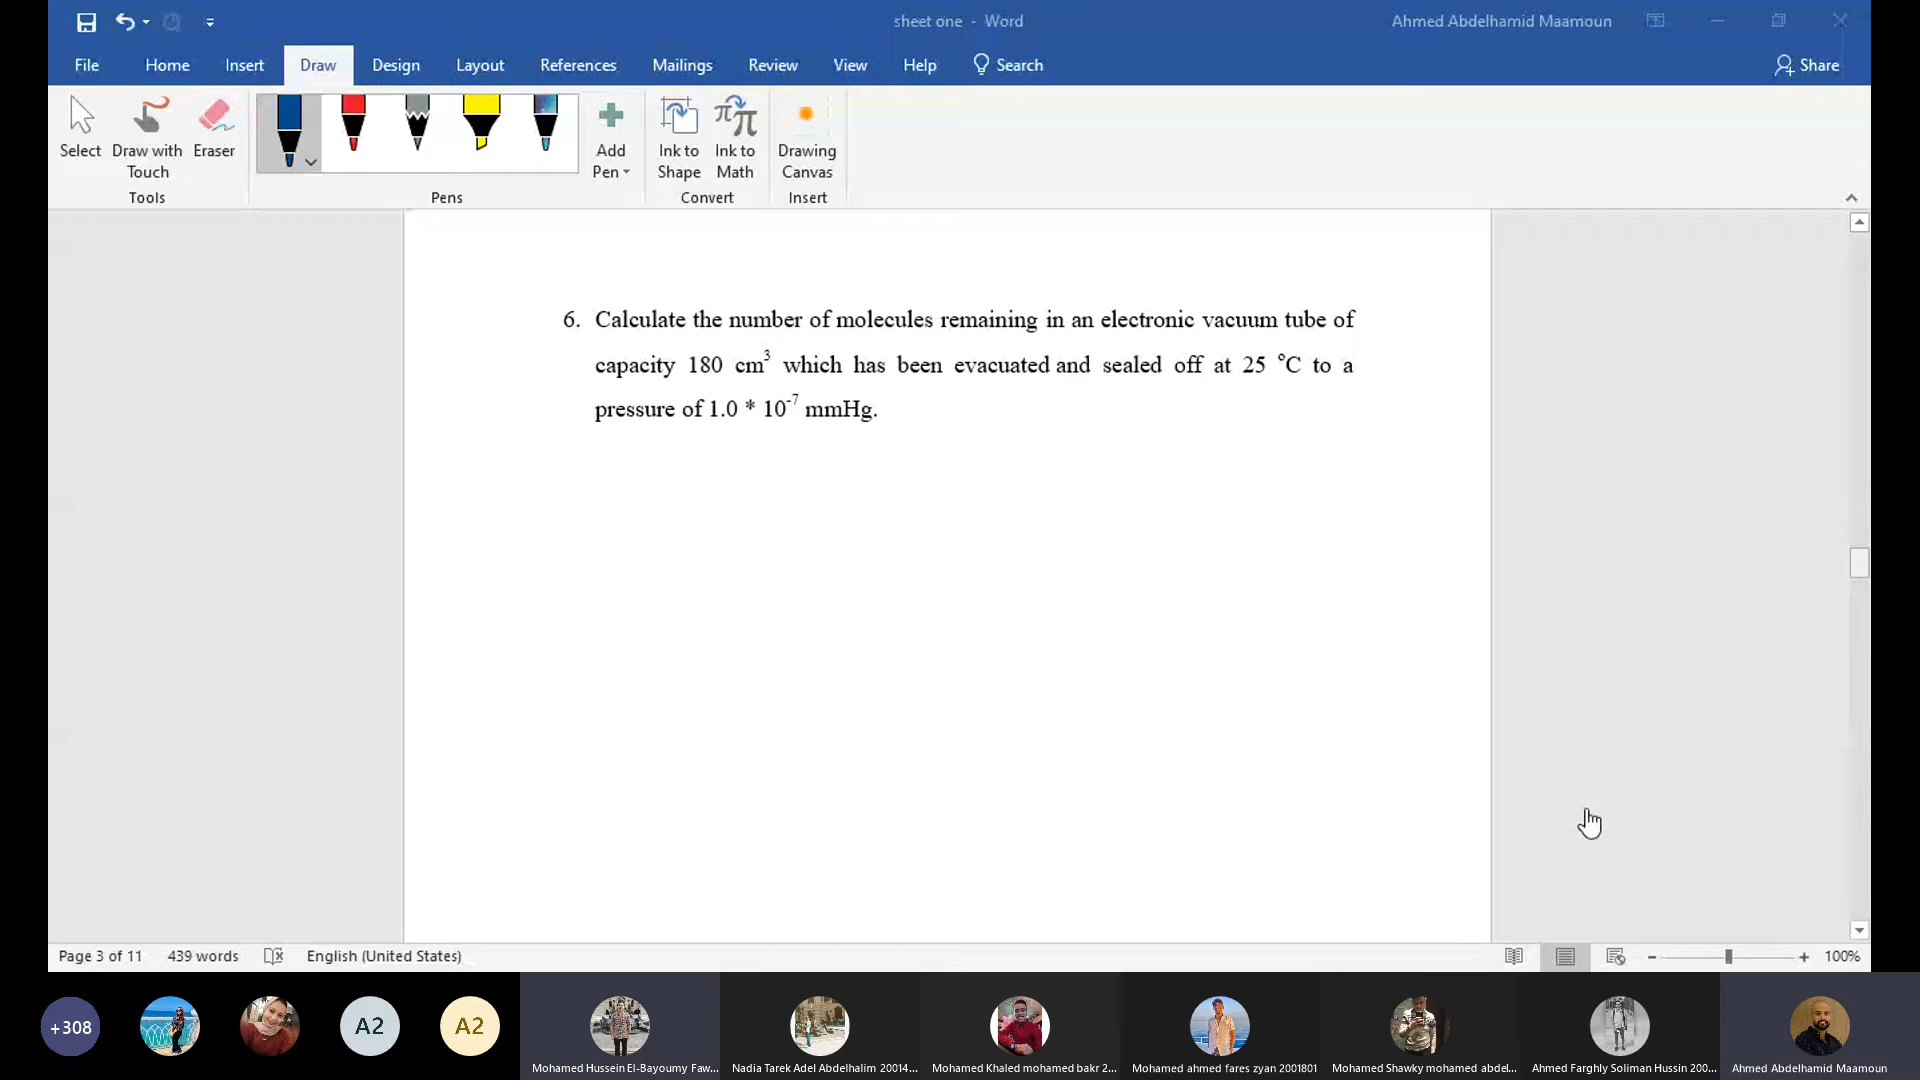 sheet one - Word
Ahmed Abdelhamid Maamoun
File Home Insert Draw Design Layout References Mailings Review View Help Search Share
Select
Draw with Touch
Eraser
Add Pen
Ink to Shape
Ink to Math
Drawing Canvas
Tools Pens Convert Insert
6. Calculate the number of molecules remaining in an electronic vacuum tube of
capacity 180 cm³ which has been evacuated and sealed off at 25 °C to a
pressure of 1.0 * 10⁻⁷ mmHg.
Page 3 of 11 439 words English (United States) 100%
+308 A2 A2
Mohamed Hussein El-Bayoumy Faw...
Nadia Tarek Adel Abdelhalim 20014...
Mohamed Khaled mohamed bakr 2...
Mohamed ahmed fares zyan 2001801
Mohamed Shawky mohamed abdel...
Ahmed Farghly Soliman Hussin 200...
Ahmed Abdelhamid Maamoun